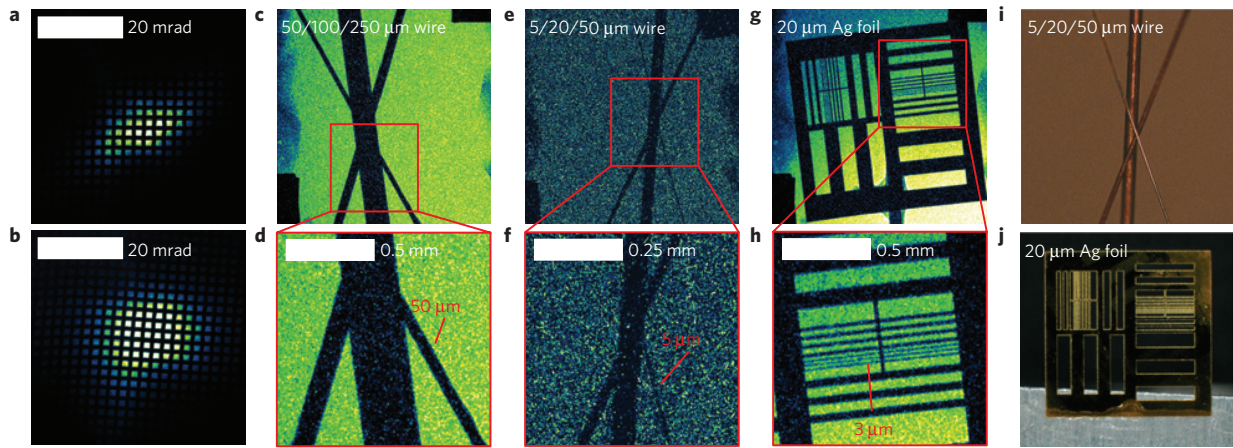 a
20 mrad
b
20 mrad
c
50/100/250 µm wire
d
0.5 mm
50 µm
e
5/20/50 µm wire
f
0.25 mm
5 µm
g
20 µm Ag foil
h
0.5 mm
3 µm
i
5/20/50 µm wire
j
20 µm Ag foil